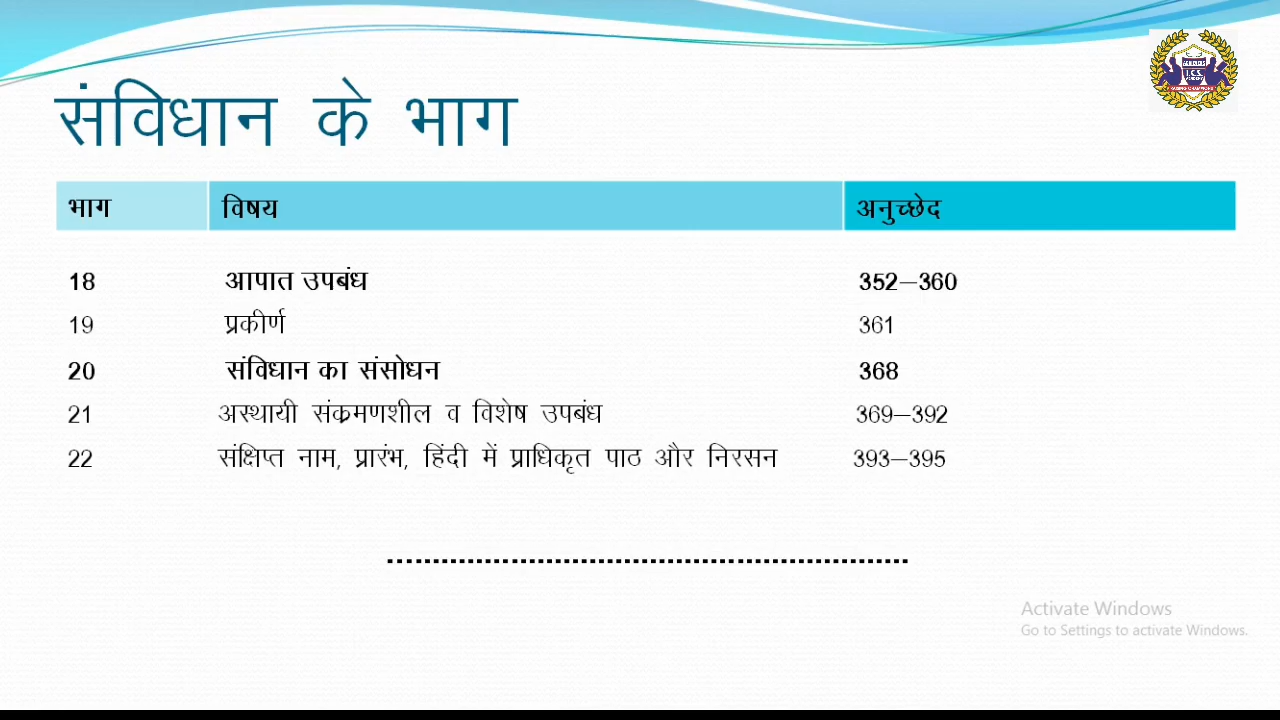 संविधान के भाग
भाग विषय अनुच्छेद
18 आपात उपबंध 352–360
19 प्रकीर्ण 361
20 संविधान का संसोधन 368
21 अस्थायी संक्रमणशील व विशेष उपबंध 369–392
22 संक्षिप्त नाम, प्रारंभ, हिंदी में प्राधिकृत पाठ और निरसन 393–395
Activate Windows
Go to Settings to activate Windows.